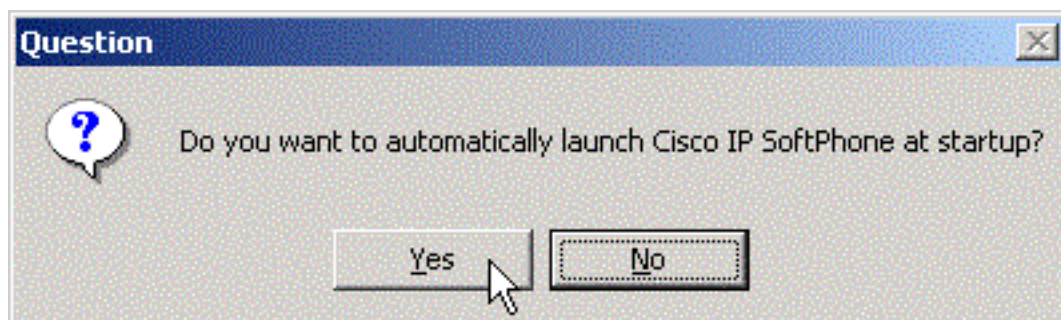 Question
Do you want to automatically launch Cisco IP SoftPhone at startup?
Yes
No